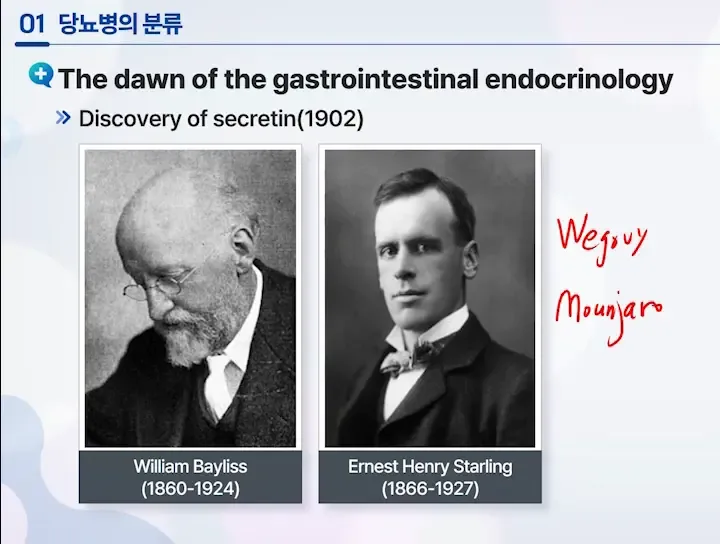 01 당뇨병의 분류
The dawn of the gastrointestinal endocrinology
Discovery of secretin(1902)
Wegovy
Mounjaro
William Bayliss
(1860-1924)
Ernest Henry Starling
(1866-1927)